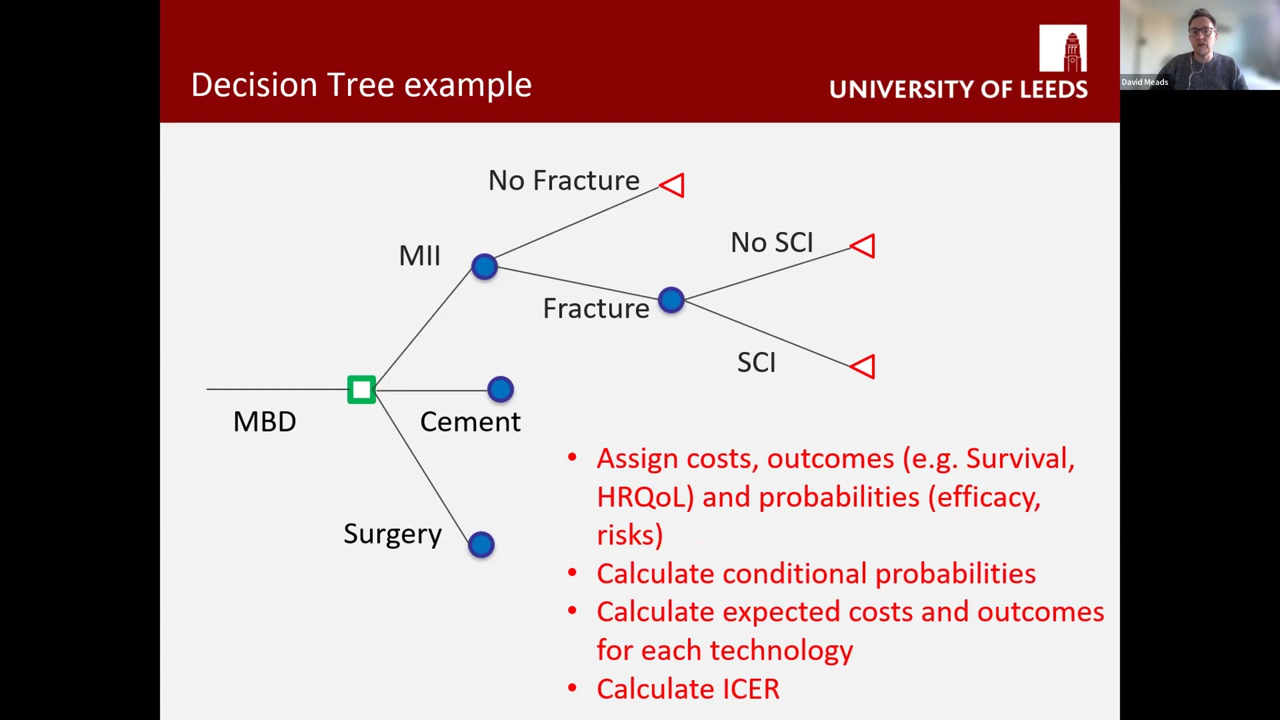 Decision Tree example
UNIVERSITY OF LEEDS
David Meads
No Fracture
MII
No SCI
Fracture
SCI
MBD
Cement
Surgery
• Assign costs, outcomes (e.g. Survival,
HRQoL) and probabilities (efficacy,
risks)
• Calculate conditional probabilities
• Calculate expected costs and outcomes
for each technology
• Calculate ICER